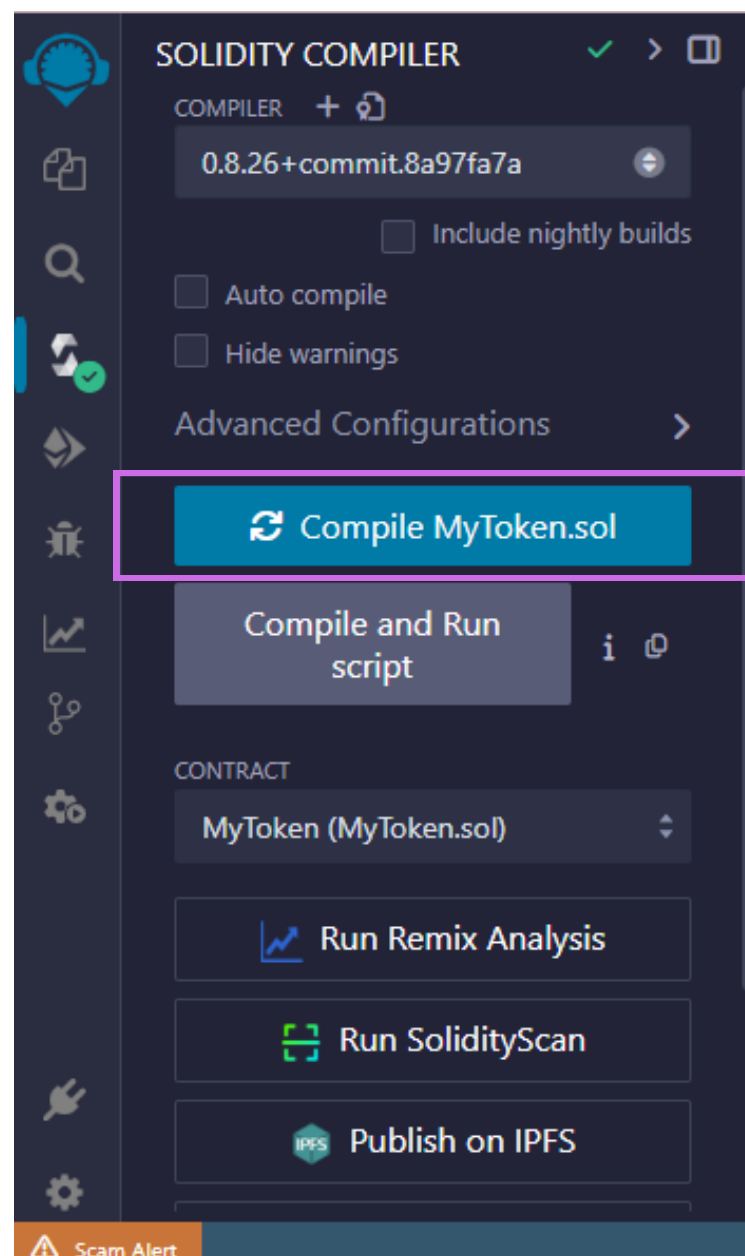 SOLIDITY COMPILER
COMPILER
0.8.26+commit.8a97fa7a
Include nightly builds
Auto compile
Hide warnings
Advanced Configurations
Compile MyToken.sol
Compile and Run
script
i
CONTRACT
MyToken (MyToken.sol)
Run Remix Analysis
Run SolidityScan
IPFS Publish on IPFS
Scam Alert